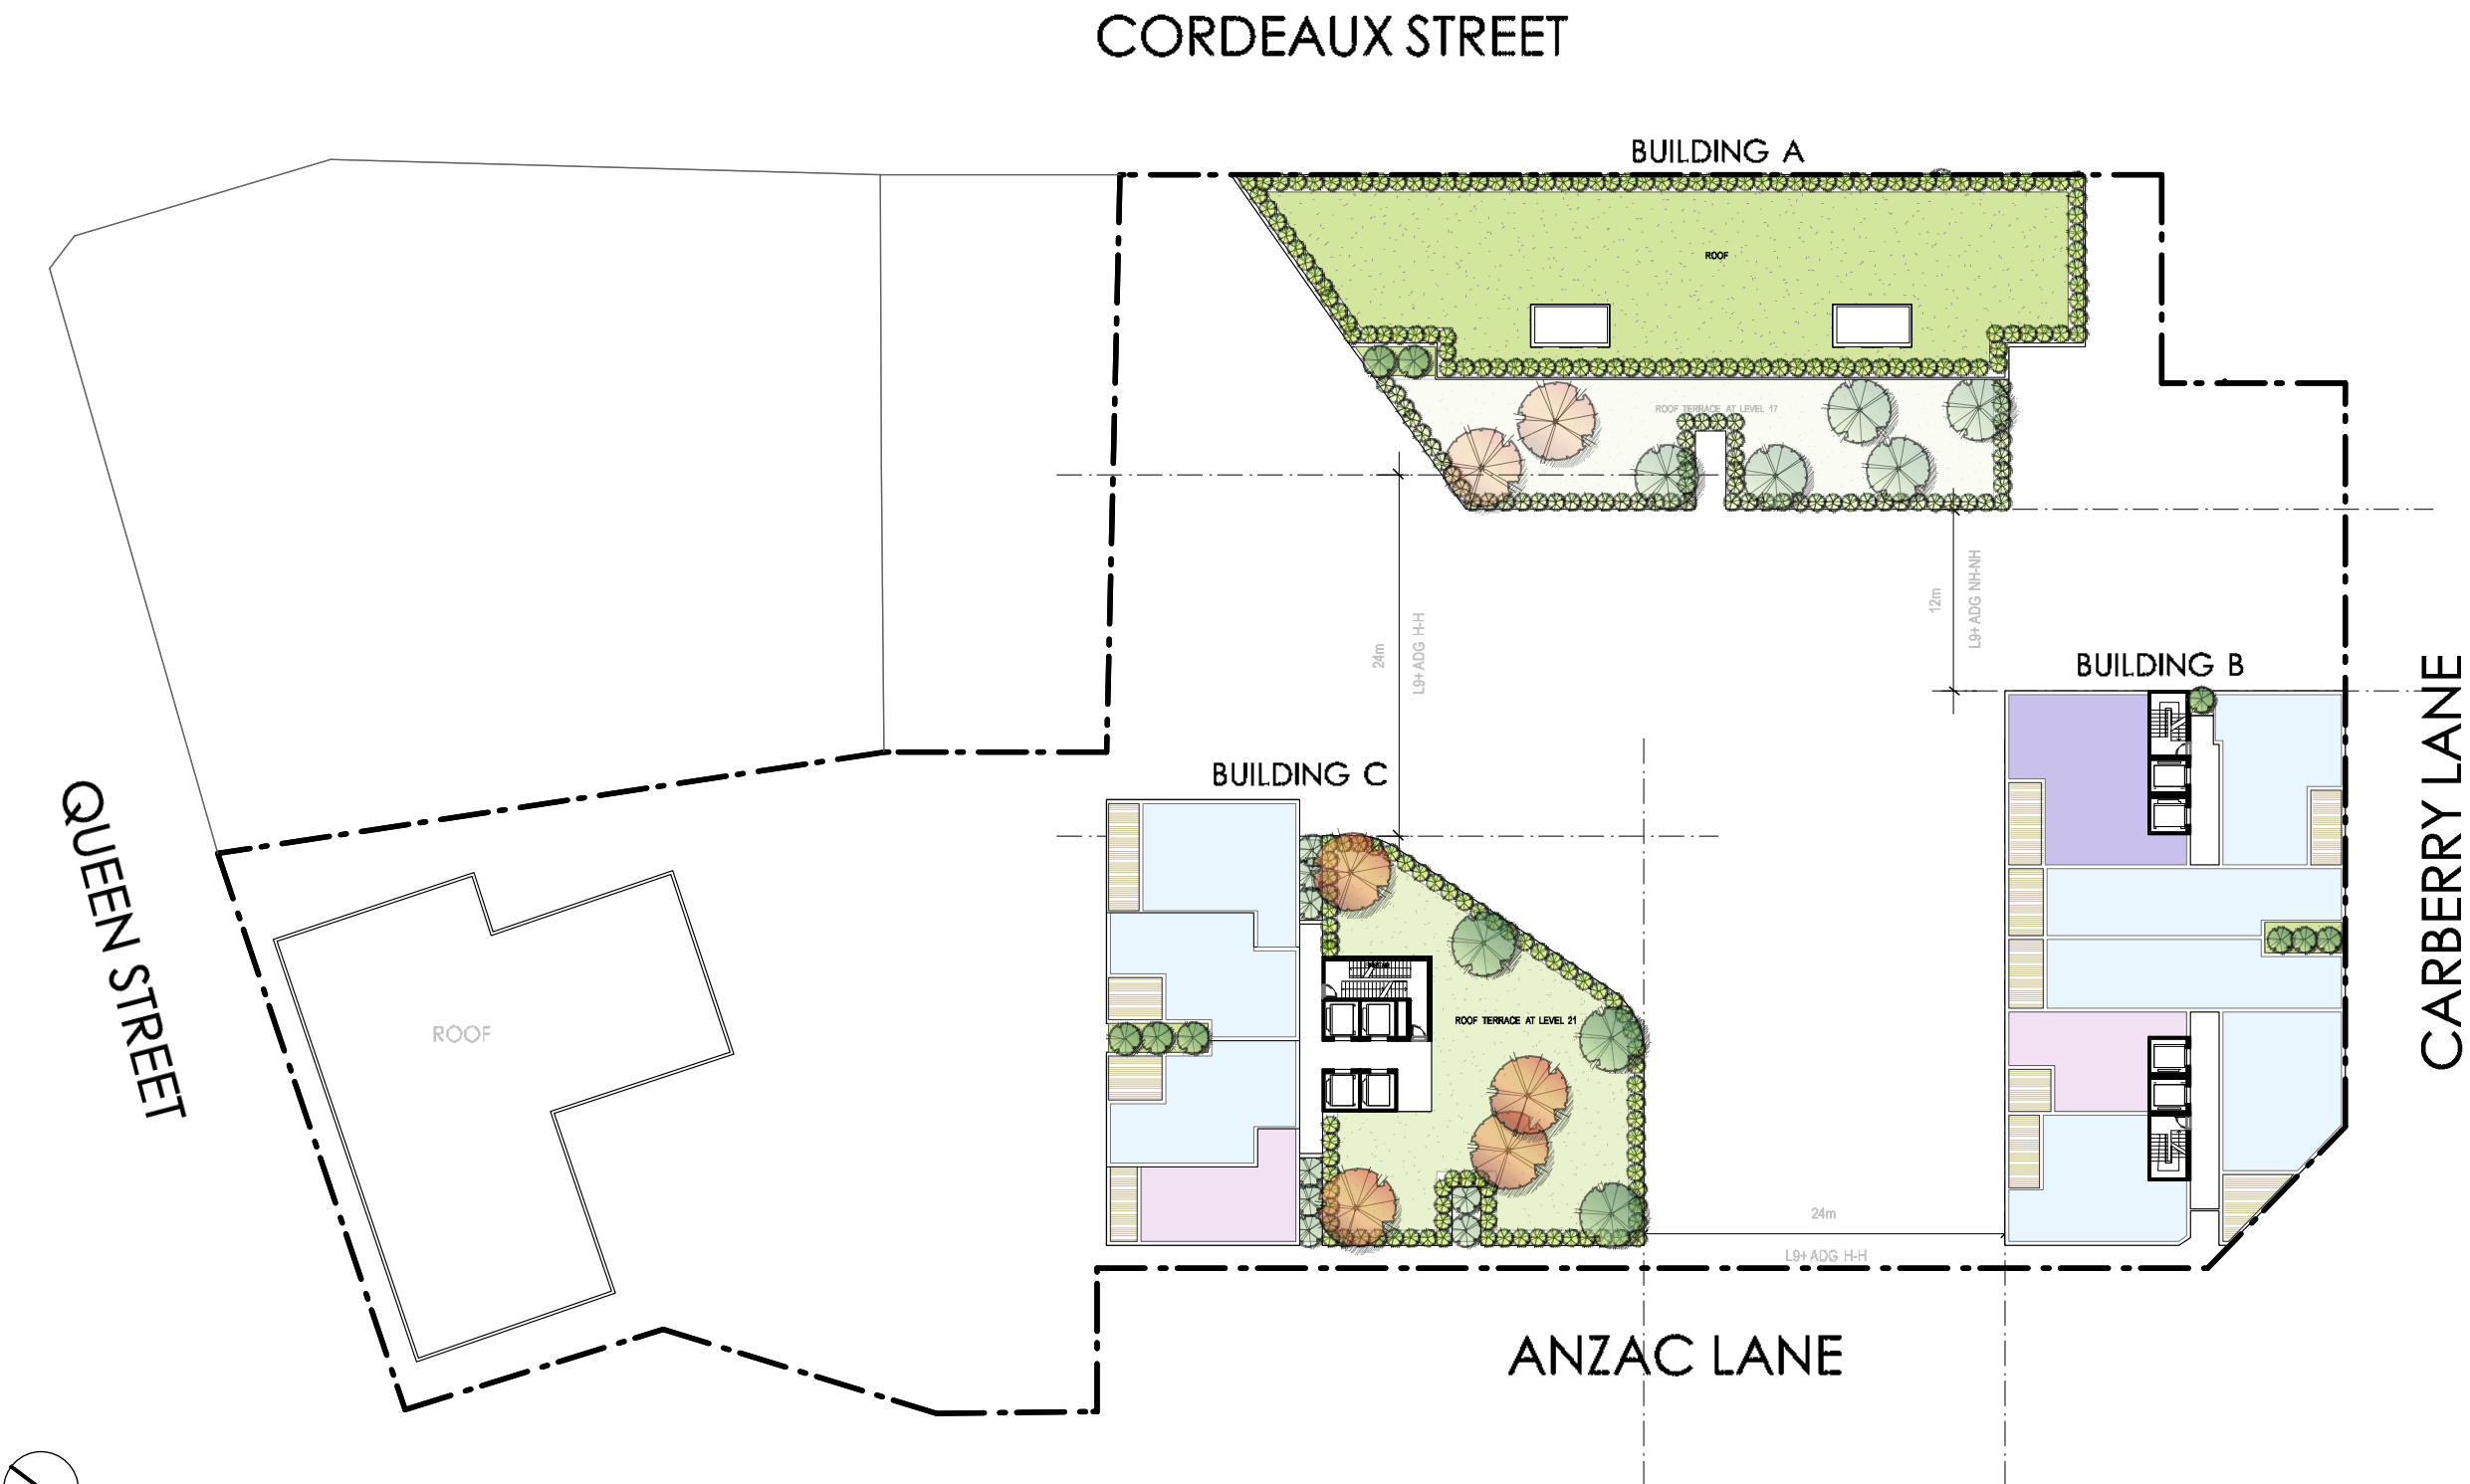 CORDEAUX STREET
BUILDING A
ROOF
ROOF TERRACE AT LEVEL 17
24m
L9+ ADG H-H
12m
L9+ ADG NH-NH
BUILDING B
CARBERRY LANE
BUILDING C
QUEEN STREET
ROOF
ROOF TERRACE AT LEVEL 21
24m
L9+ ADG H-H
ANZAC LANE